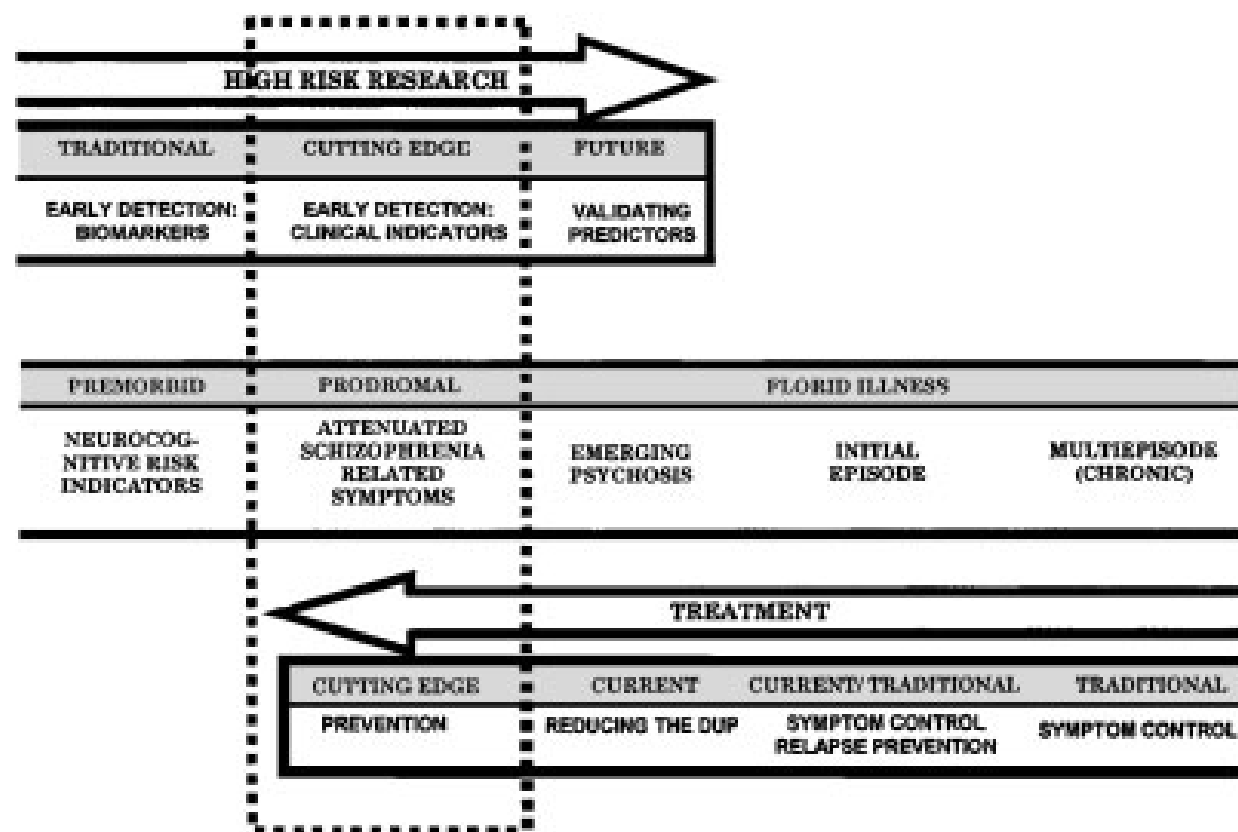 HIGH RISK RESEARCH
TRADITIONAL
CUTTING EDGE
FUTURE
EARLY DETECTION:
BIOMARKERS
EARLY DETECTION:
CLINICAL INDICATORS
VALIDATING
PREDICTORS
PREMORBID
PRODROMAL
FLORID ILLNESS
NEUROCOG-
NITIVE RISK
INDICATORS
ATTENUATED
SCHIZOPHRENIA
RELATED
SYMPTOMS
EMERGING
PSYCHOSIS
INITIAL
EPISODE
MULTIEPISODE
(CHRONIC)
TREATMENT
CUTTING EDGE
CURRENT
CURRENT/TRADITIONAL
TRADITIONAL
PREVENTION
REDUCING THE DUP
SYMPTOM CONTROL
RELAPSE PREVENTION
SYMPTOM CONTROL